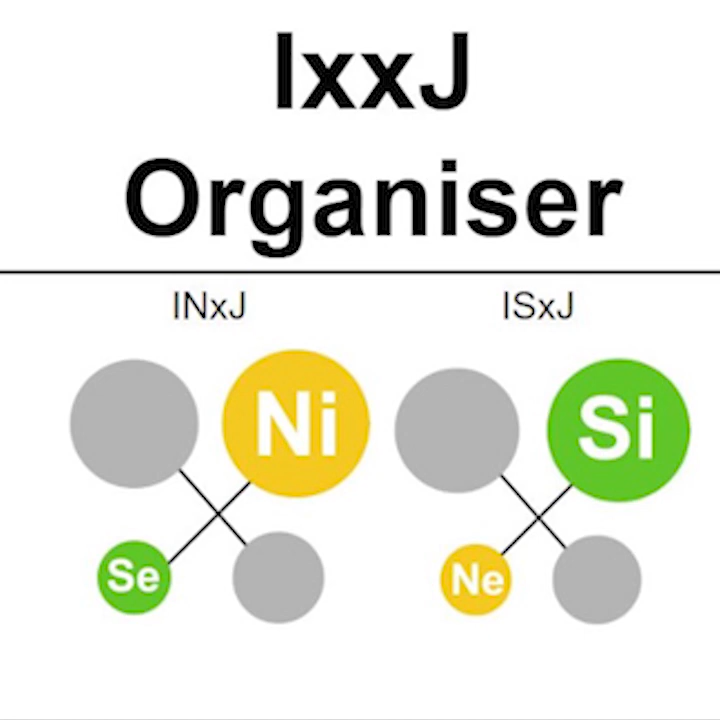 IxxJ
Organiser
INxJ
ISxJ
Ni
Si
Se
Ne